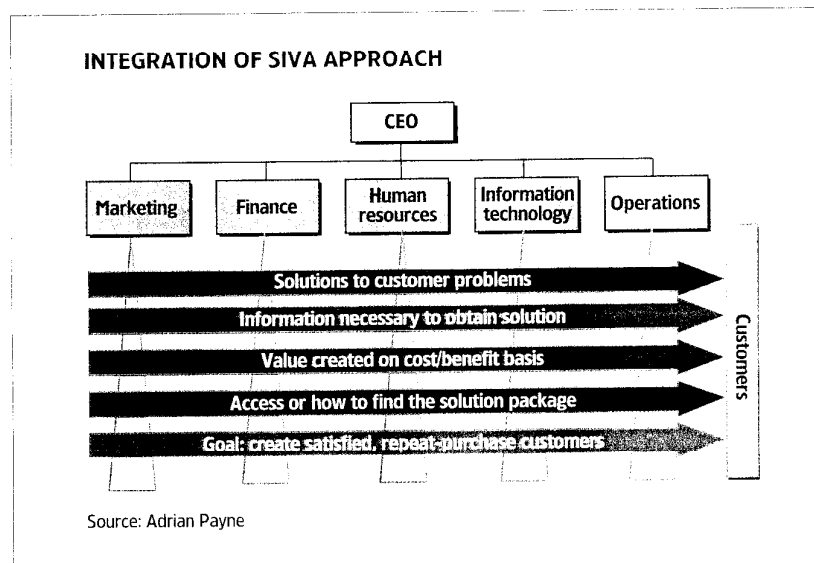 INTEGRATION OF SIVA APPROACH
CEO
Marketing
Finance
Human
resources
Information
technology
Operations
Solutions to customer problems
Information necessary to obtain solution
Value created on cost/benefit basis
Access or how to find the solution package
Goal: create satisfied, repeat-purchase customers
Customers
Source: Adrian Payne